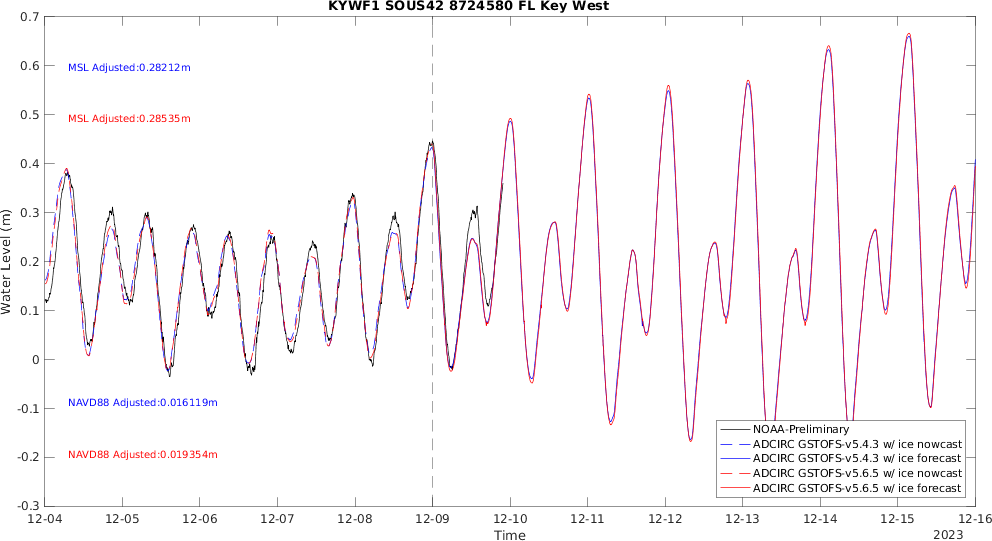 KYWF1 SOUS42 8724580 FL Key West
0.7
0.6
0.5
0.4
0.3
0.2
0.1
0
-0.1
-0.2
-0.3
Water Level (m)
MSL Adjusted:0.28212m
MSL Adjusted:0.28535m
NAVD88 Adjusted:0.016119m
NAVD88 Adjusted:0.019354m
NOAA-Preliminary
ADCIRC GSTOFS-v5.4.3 w/ ice nowcast
ADCIRC GSTOFS-v5.4.3 w/ ice forecast
ADCIRC GSTOFS-v5.6.5 w/ ice nowcast
ADCIRC GSTOFS-v5.6.5 w/ ice forecast
12-04 12-05 12-06 12-07 12-08 12-09 12-10 12-11 12-12 12-13 12-14 12-15 12-16
Time
2023